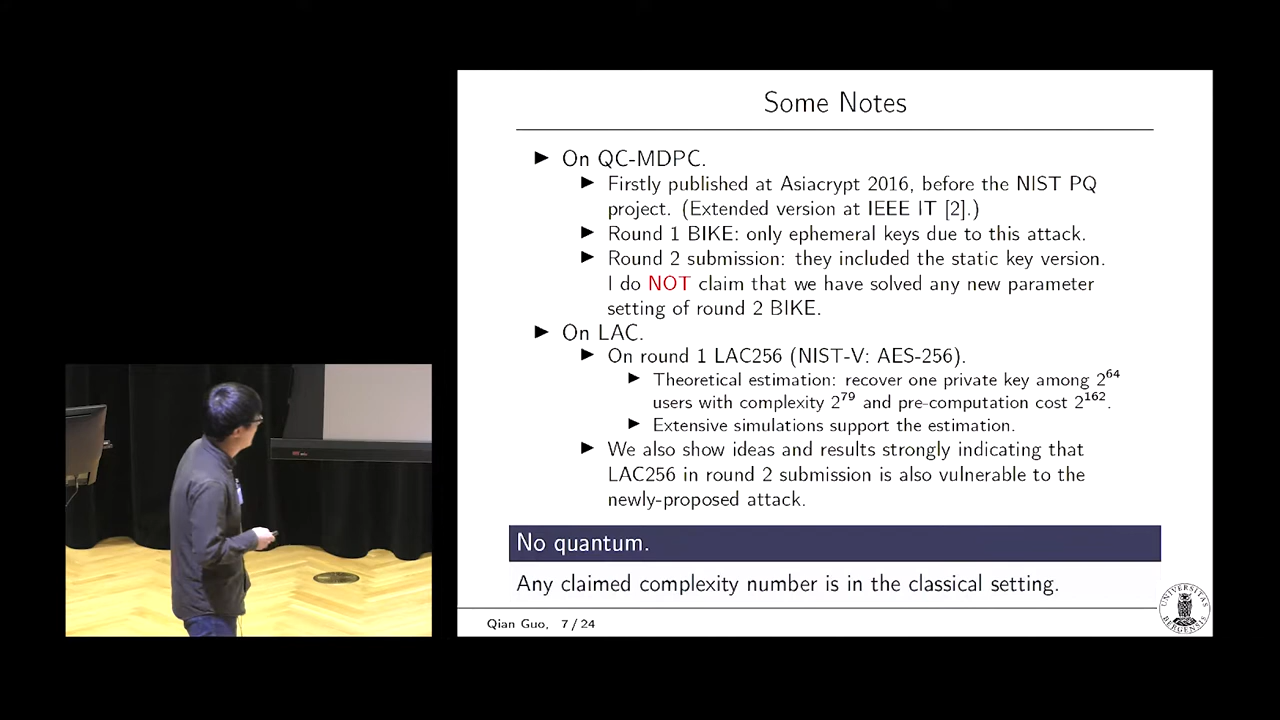 Some Notes
▶ On QC-MDPC.
▶ Firstly published at Asiacrypt 2016, before the NIST PQ
project. (Extended version at IEEE IT [2].)
▶ Round 1 BIKE: only ephemeral keys due to this attack.
▶ Round 2 submission: they included the static key version.
I do NOT claim that we have solved any new parameter
setting of round 2 BIKE.
▶ On LAC.
▶ On round 1 LAC256 (NIST-V: AES-256).
▶ Theoretical estimation: recover one private key among 2^64
users with complexity 2^79 and pre-computation cost 2^162.
▶ Extensive simulations support the estimation.
▶ We also show ideas and results strongly indicating that
LAC256 in round 2 submission is also vulnerable to the
newly-proposed attack.
No quantum.
Any claimed complexity number is in the classical setting.
Qian Guo, 7 / 24
UNIVERSITAS
BERGENSIS